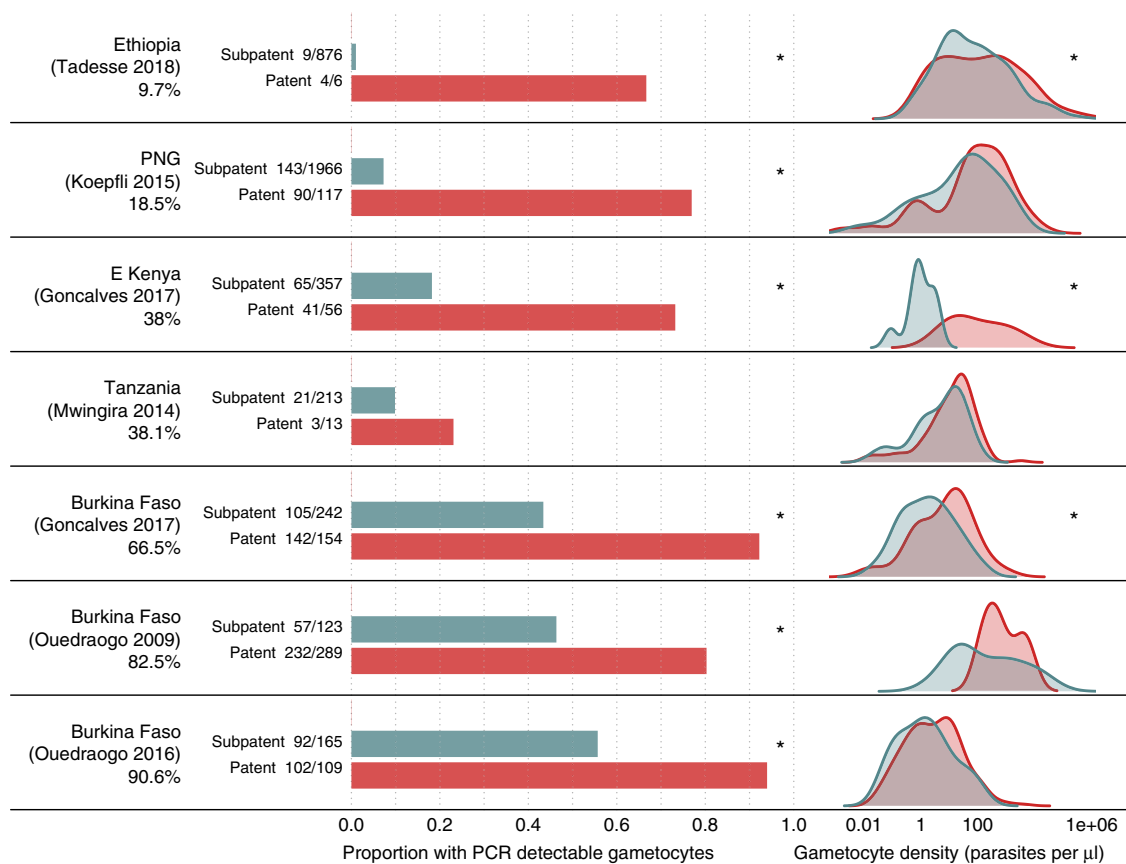 Ethiopia
(Tadesse 2018)
9.7%
Subpatent 9/876
Patent 4/6
*
*
PNG
(Koepfli 2015)
18.5%
Subpatent 143/1966
Patent 90/117
*
E Kenya
(Goncalves 2017)
38%
Subpatent 65/357
Patent 41/56
*
*
Tanzania
(Mwingira 2014)
38.1%
Subpatent 21/213
Patent 3/13
Burkina Faso
(Goncalves 2017)
66.5%
Subpatent 105/242
Patent 142/154
*
*
Burkina Faso
(Ouedraogo 2009)
82.5%
Subpatent 57/123
Patent 232/289
*
Burkina Faso
(Ouedraogo 2016)
90.6%
Subpatent 92/165
Patent 102/109
*
0.0 0.2 0.4 0.6 0.8 1.0
Proportion with PCR detectable gametocytes
0.01 1 100 1e+06
Gametocyte density (parasites per µl)